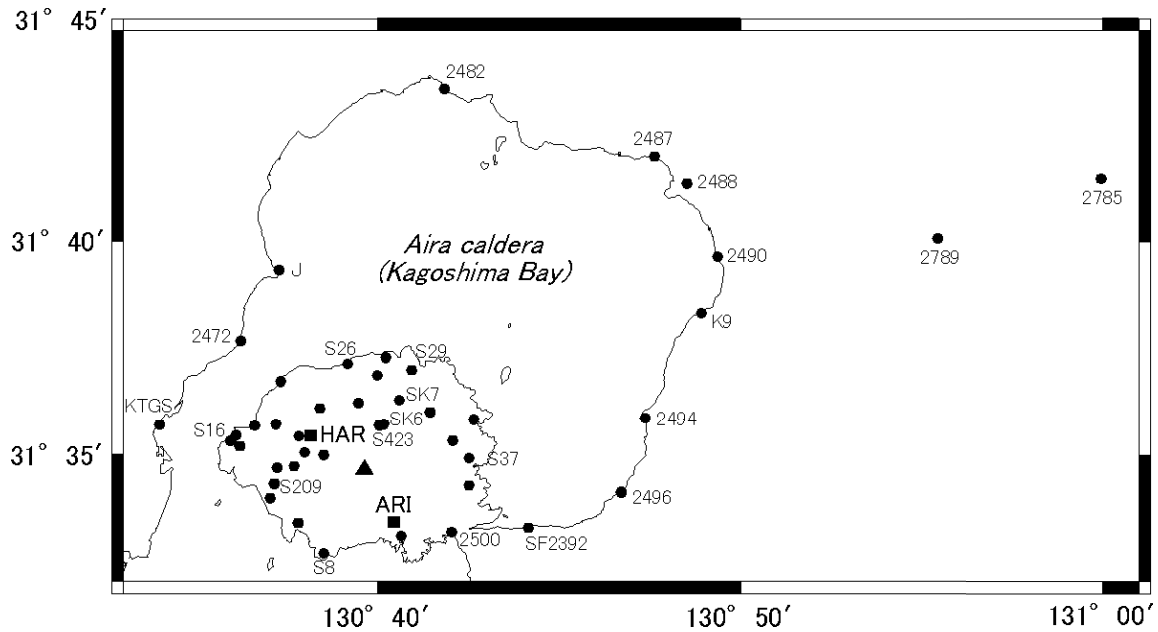 31° 45′
2482
2487
2488
2785
31° 40′
Aira caldera
(Kagoshima Bay)
2490
2789
J
K9
2472
S26
S29
KTGS
SK7
2494
S16
HAR
SK6
S423
31° 35′
S37
S209
2496
ARI
2500
SF2392
S8
130° 40′
130° 50′
131° 00′